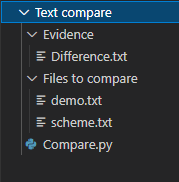 Text compare
Evidence
Difference.txt
Files to compare
demo.txt
scheme.txt
Compare.py